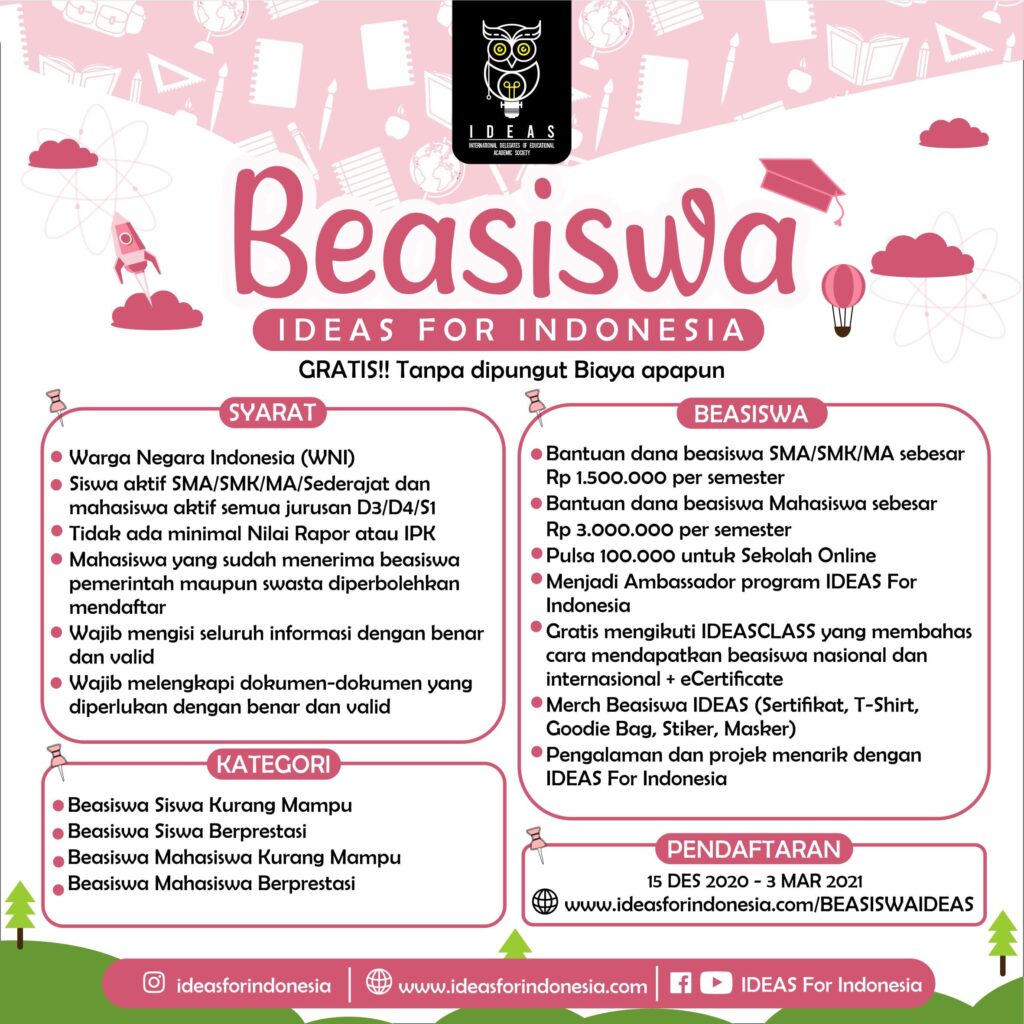 IDEAS
INTERNATIONAL DELEGATES OF EDUCATIONAL
ACADEMIC SOCIETY
Beasiswa
IDEAS FOR INDONESIA
GRATIS!! Tanpa dipungut Biaya apapun
SYARAT
Warga Negara Indonesia (WNI)
Siswa aktif SMA/SMK/MA/Sederajat dan
mahasiswa aktif semua jurusan D3/D4/S1
Tidak ada minimal Nilai Rapor atau IPK
Mahasiswa yang sudah menerima beasiswa
pemerintah maupun swasta diperbolehkan
mendaftar
Wajib mengisi seluruh informasi dengan benar
dan valid
Wajib melengkapi dokumen-dokumen yang
diperlukan dengan benar dan valid
KATEGORI
Beasiswa Siswa Kurang Mampu
Beasiswa Siswa Berprestasi
Beasiswa Mahasiswa Kurang Mampu
Beasiswa Mahasiswa Berprestasi
BEASISWA
Bantuan dana beasiswa SMA/SMK/MA sebesar
Rp 1.500.000 per semester
Bantuan dana beasiswa Mahasiswa sebesar
Rp 3.000.000 per semester
Pulsa 100.000 untuk Sekolah Online
Menjadi Ambassador program IDEAS For
Indonesia
Gratis mengikuti IDEASCLASS yang membahas
cara mendapatkan beasiswa nasional dan
internasional + eCertificate
Merch Beasiswa IDEAS (Sertifikat, T-Shirt,
Goodie Bag, Stiker, Masker)
Pengalaman dan projek menarik dengan
IDEAS For Indonesia
PENDAFTARAN
15 DES 2020 - 3 MAR 2021
www.ideasforindonesia.com/BEASISWAIDEAS
ideasforindonesia | www.ideasforindonesia.com | IDEAS For Indonesia